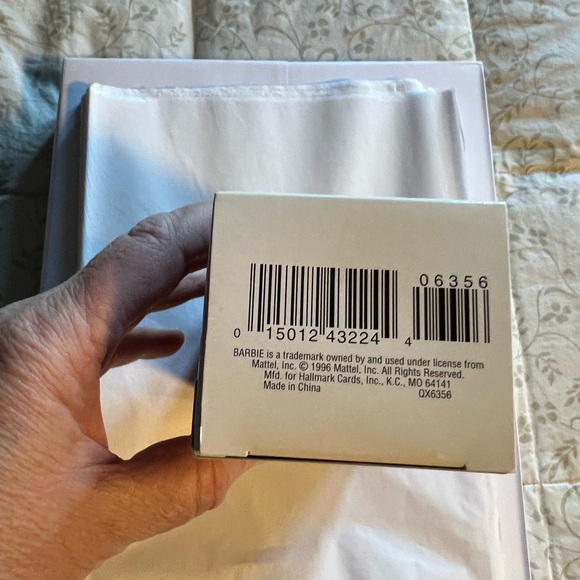 06356
0 15012 43224 4
BARBIE is a trademark owned by and used under license from
Mattel, Inc. © 1996 Mattel, Inc. All Rights Reserved.
Mfd. for Hallmark Cards, Inc., K.C., MO 64141
Made in China QX6356